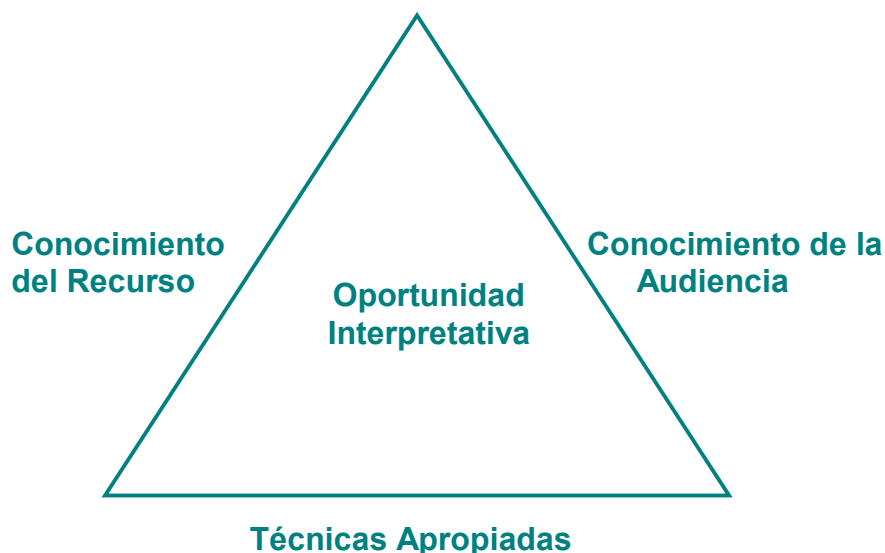 Conocimiento
del Recurso
Conocimiento de la
Audiencia
Oportunidad
Interpretativa
Técnicas Apropiadas